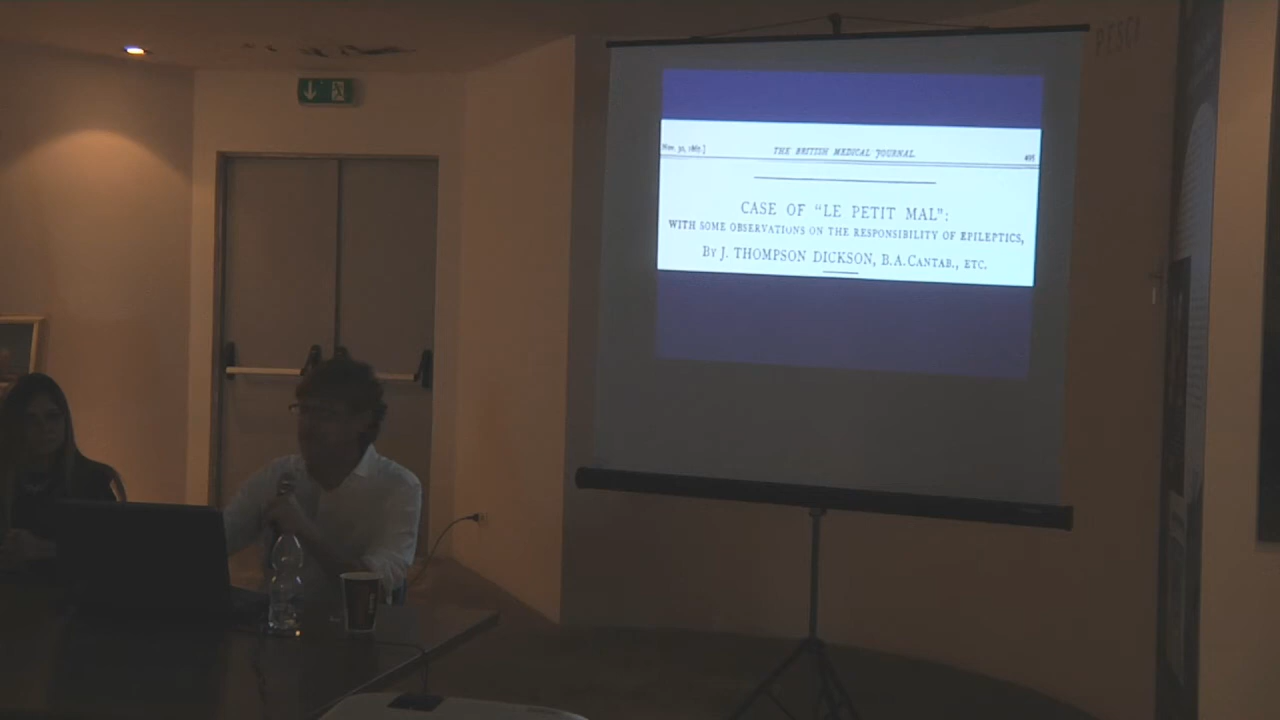 THE BRITISH MEDICAL JOURNAL.
CASE OF "LE PETIT MAL":
WITH SOME OBSERVATIONS ON THE RESPONSIBILITY OF EPILEPTICS,
BY J. THOMPSON DICKSON, B.A.CANTAB., ETC.